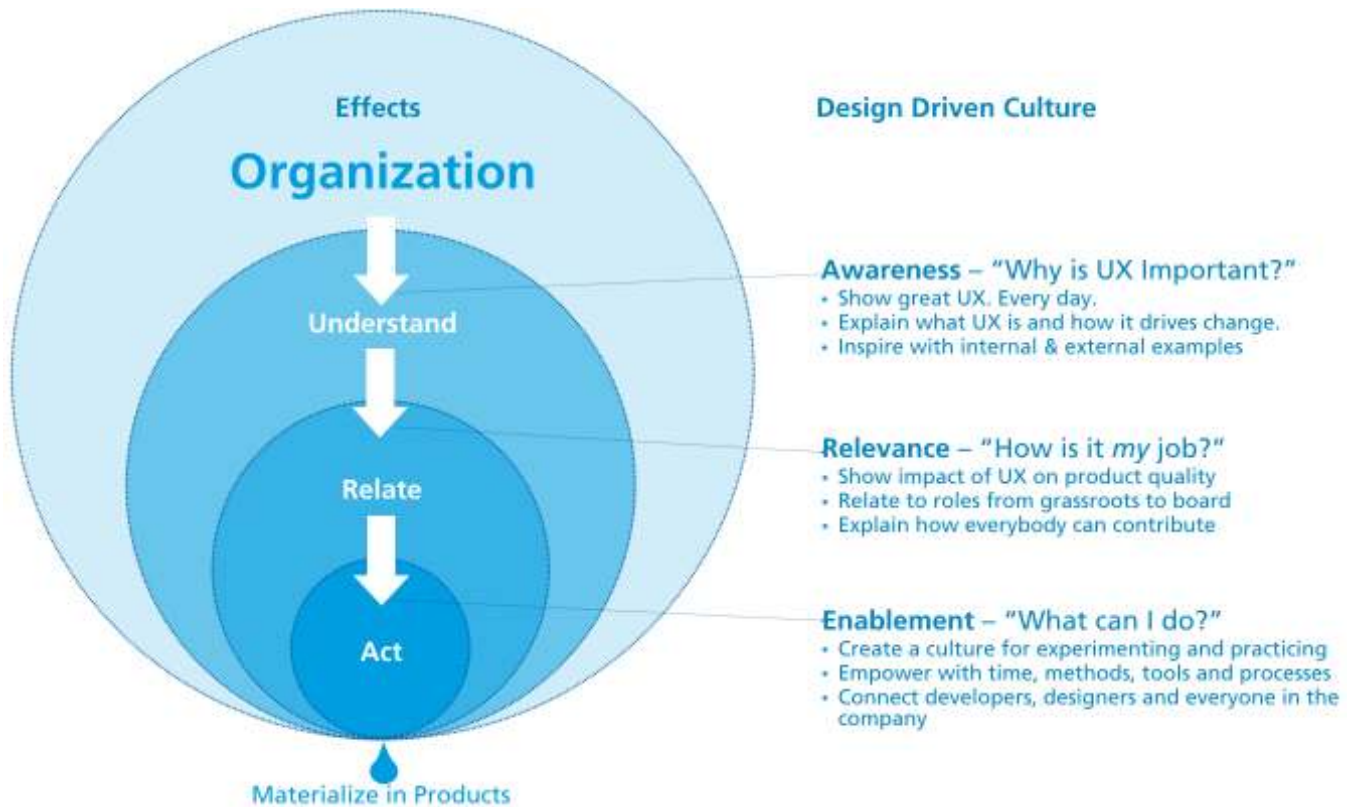 Effects
Organization
Understand
Relate
Act
Materialize in Products
Design Driven Culture
Awareness – “Why is UX Important?”
• Show great UX. Every day.
• Explain what UX is and how it drives change.
• Inspire with internal & external examples
Relevance – “How is it my job?”
• Show impact of UX on product quality
• Relate to roles from grassroots to board
• Explain how everybody can contribute
Enablement – “What can I do?”
• Create a culture for experimenting and practicing
• Empower with time, methods, tools and processes
• Connect developers, designers and everyone in the
company